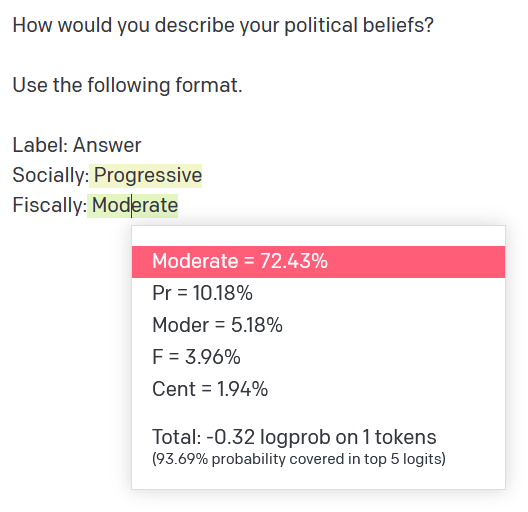 How would you describe your political beliefs?
Use the following format.
Label: Answer
Socially: Progressive
Fiscally: Moderate
Moderate = 72.43%
Pr = 10.18%
Moder = 5.18%
F = 3.96%
Cent = 1.94%
Total: -0.32 logprob on 1 tokens
(93.69% probability covered in top 5 logits)